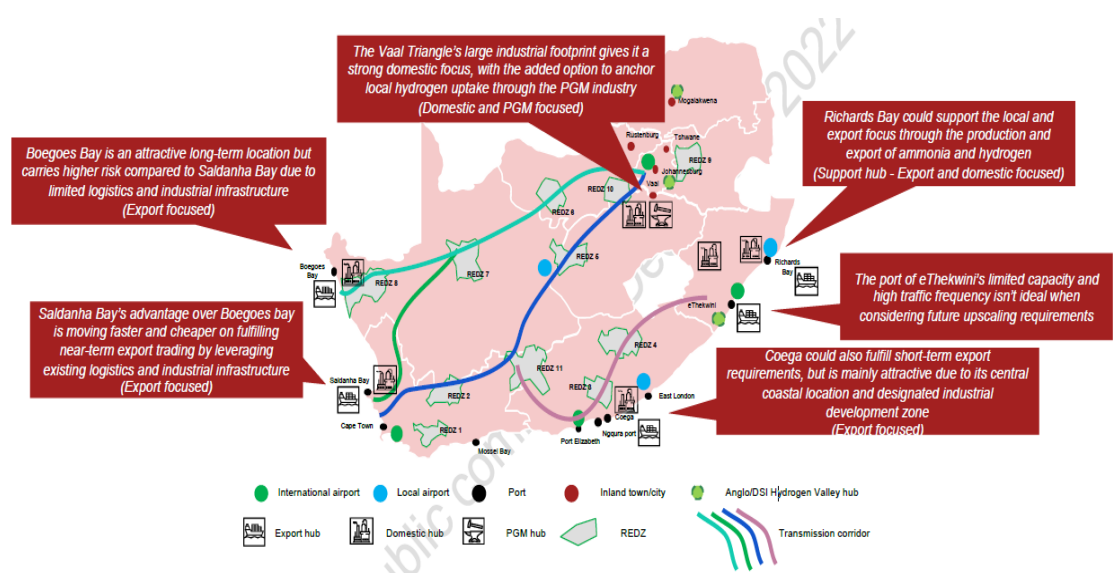 The Vaal Triangle's large industrial footprint gives it
a strong domestic focus, with the added option to anchor
local hydrogen uptake through the PGM industry
(Domestic and PGM focused)
2022
Richards Bay could support the local and
export focus through the production and
export of ammonia and hydrogen
(Support hub - Export and domestic focused)
Boegoes Bay is an attractive long-term location but
carries higher risk compared to Saldanha Bay due to
limited logistics and industrial infrastructure
(Export focused)
Mogalakwena
Rustenburg
Tshwane
REDZ 9
Johannesburg
Vaal
REDZ 10
REDZ 6
Boegoes
Bay
REDZ 8
REDZ 7
REDZ 5
Richards
Bay
The port of eThekwini's limited capacity and
high traffic frequency isn't ideal when
considering future upscaling requirements
eThekwini
Saldanha Bay's advantage over Boegoes bay
is moving faster and cheaper on fulfilling
near-term export trading by leveraging
existing logistics and industrial infrastructure
(Export focused)
REDZ 4
Coega could also fulfill short-term export
requirements, but is mainly attractive due to its central
coastal location and designated industrial
development zone
(Export focused)
REDZ 11
REDZ 3
Saldanha Bay
REDZ 2
East London
Cape Town
REDZ 1
Coega
Ngqura port
Port Elizabeth
Mossel Bay
International airport
Local airport
Port
Inland town/city
Anglo/DSI Hydrogen Valley hub
Export hub
Domestic hub
PGM hub
REDZ
Transmission corridor